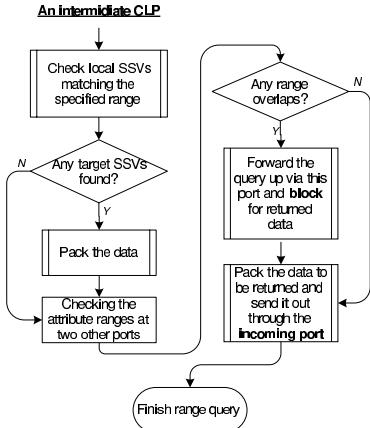 An intermidiate CLP
Check local SSVs
matching the
specified range
N
Any target SSVs
found?
Y
Pack the data
Checking the
attribute ranges at
two other ports
Any range
overlaps?
N
Y
Forward the
query up via this
port and block
for returned
data
Pack the data to
be returned and
send it out
through the
incoming port
Finish range query